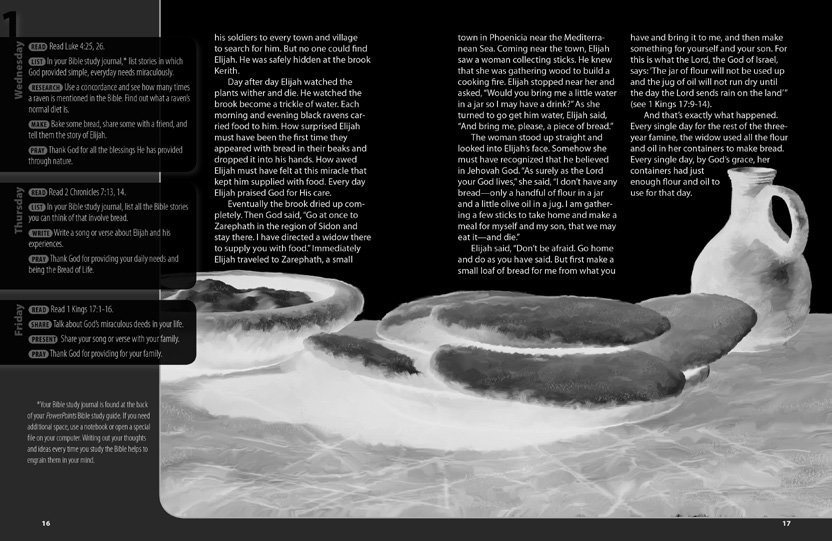 1
Wednesday
READ Read Luke 4:25, 26.
LIST In your Bible study journal,* list stories in which
God provided simple, everyday needs miraculously.
RESEARCH Use a concordance and see how many times
a raven is mentioned in the Bible. Find out what a raven's
normal diet is.
MAKE Bake some bread, share some with a friend, and
tell them the story of Elijah.
PRAY Thank God for all the blessings He has provided
through nature.
Thursday
READ Read 2 Chronicles 7:13, 14.
LIST In your Bible study journal, list all the Bible stories
you can think of that involve bread.
WRITE Write a song or verse about Elijah and his
experiences.
PRAY Thank God for providing your daily needs and
being the Bread of Life.
Friday
READ Read 1 Kings 17:1-16.
SHARE Talk about God's miraculous deeds in your life.
PRESENT Share your song or verse with your family.
PRAY Thank God for providing for your family.
*Your Bible study journal is found at the back
of your PowerPoints Bible study guide. If you need
additional space, use a notebook or open a special
file on your computer. Writing out your thoughts
and ideas every time you study the Bible helps to
engrain them in your mind.
16
his soldiers to every town and village
to search for him. But no one could find
Elijah. He was safely hidden at the brook
Kerith.
Day after day Elijah watched the
plants wither and die. He watched the
brook become a trickle of water. Each
morning and evening black ravens car-
ried food to him. How surprised Elijah
must have been the first time they
appeared with bread in their beaks and
dropped it into his hands. How awed
Elijah must have felt at this miracle that
kept him supplied with food. Every day
Elijah praised God for His care.
Eventually the brook dried up com-
pletely. Then God said, "Go at once to
Zarephath in the region of Sidon and
stay there. I have directed a widow there
to supply you with food." Immediately
Elijah traveled to Zarephath, a small
town in Phoenicia near the Mediterra-
nean Sea. Coming near the town, Elijah
saw a woman collecting sticks. He knew
that she was gathering wood to build a
cooking fire. Elijah stopped near her and
asked, "Would you bring me a little water
in a jar so I may have a drink?" As she
turned to go get him water, Elijah said,
"And bring me, please, a piece of bread."
The woman stood up straight and
looked into Elijah's face. Somehow she
must have recognized that he believed
in Jehovah God. "As surely as the Lord
your God lives," she said, "I don't have any
bread—only a handful of flour in a jar
and a little olive oil in a jug. I am gather-
ing a few sticks to take home and make a
meal for myself and my son, that we may
eat it—and die."
Elijah said, "Don't be afraid. Go home
and do as you have said. But first make a
small loaf of bread for me from what you
have and bring it to me, and then make
something for yourself and your son. For
this is what the Lord, the God of Israel,
says: 'The jar of flour will not be used up
and the jug of oil will not run dry until
the day the Lord sends rain on the land'"
(see 1 Kings 17:9-14).
And that's exactly what happened.
Every single day for the rest of the three-
year famine, the widow used all the flour
and oil in her containers to make bread.
Every single day, by God's grace, her
containers had just
enough flour and oil to
use for that day.
17